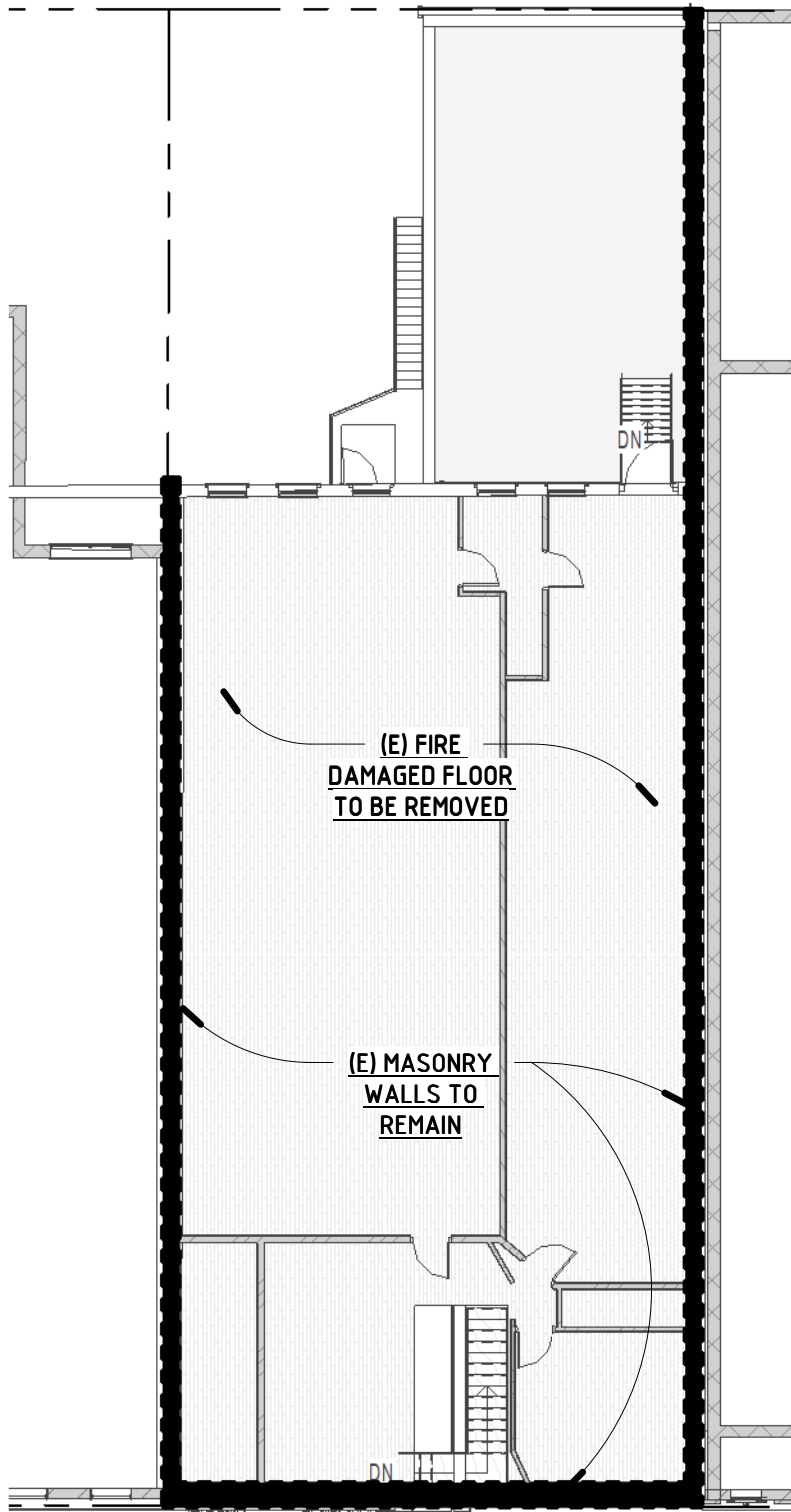 DN
(E) FIRE
DAMAGED FLOOR
TO BE REMOVED
(E) MASONRY
WALLS TO
REMAIN
DN